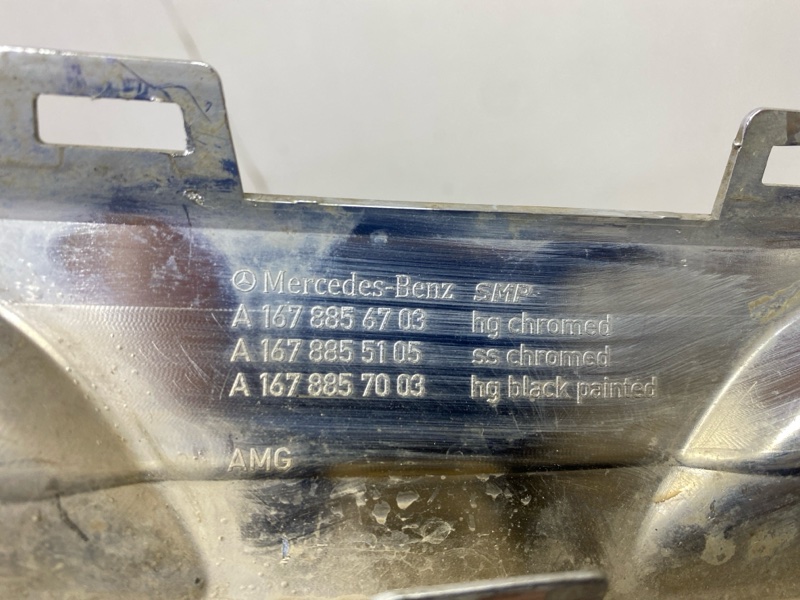 Mercedes-Benz SMP
A 167 885 67 03 hg chromed
A 167 885 51 05 ss chromed
A 167 885 70 03 hg black painted
AMG